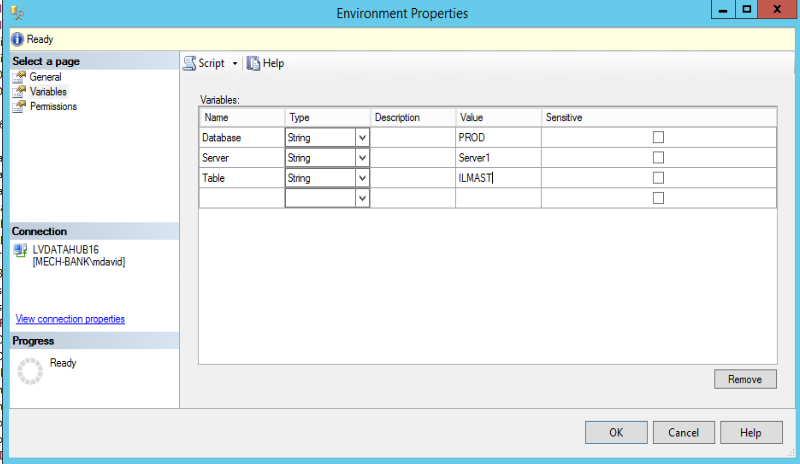 Environment Properties
Ready
Select a page
General
Variables
Permissions
Connection
LVDATAHUB16
[MECH-BANK\mdavid]
View connection properties
Progress
Ready
Script Help
Variables:
Name Type Description Value Sensitive
Database String PROD
Server String Server1
Table String ILMAST
Remove
OK Cancel Help